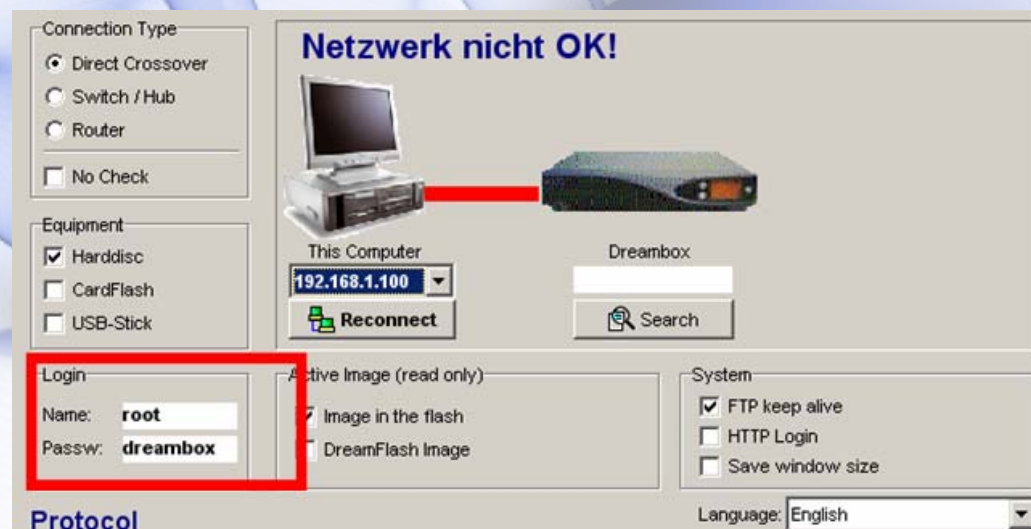 Connection Type
Direct Crossover
Switch / Hub
Router
No Check
Equipment
Harddisc
CardFlash
USB-Stick
Netzwerk nicht OK!
This Computer
192.168.1.100
Reconnect
Dreambox
Search
Login
Name: root
Passw: dreambox
Active Image (read only)
Image in the flash
DreamFlash Image
System
FTP keep alive
HTTP Login
Save window size
Protocol
Language: English